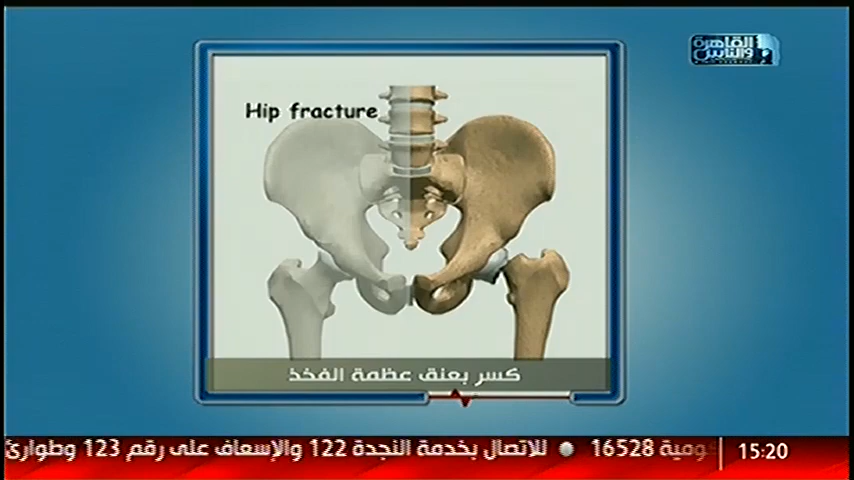 القاهرة
والناس
Hip fracture
كسر بعنق عظمة الفخذ
15:20
كومية 16528 للاتصال بخدمة النجدة 122 والإسعاف على رقم 123 وطوارئ